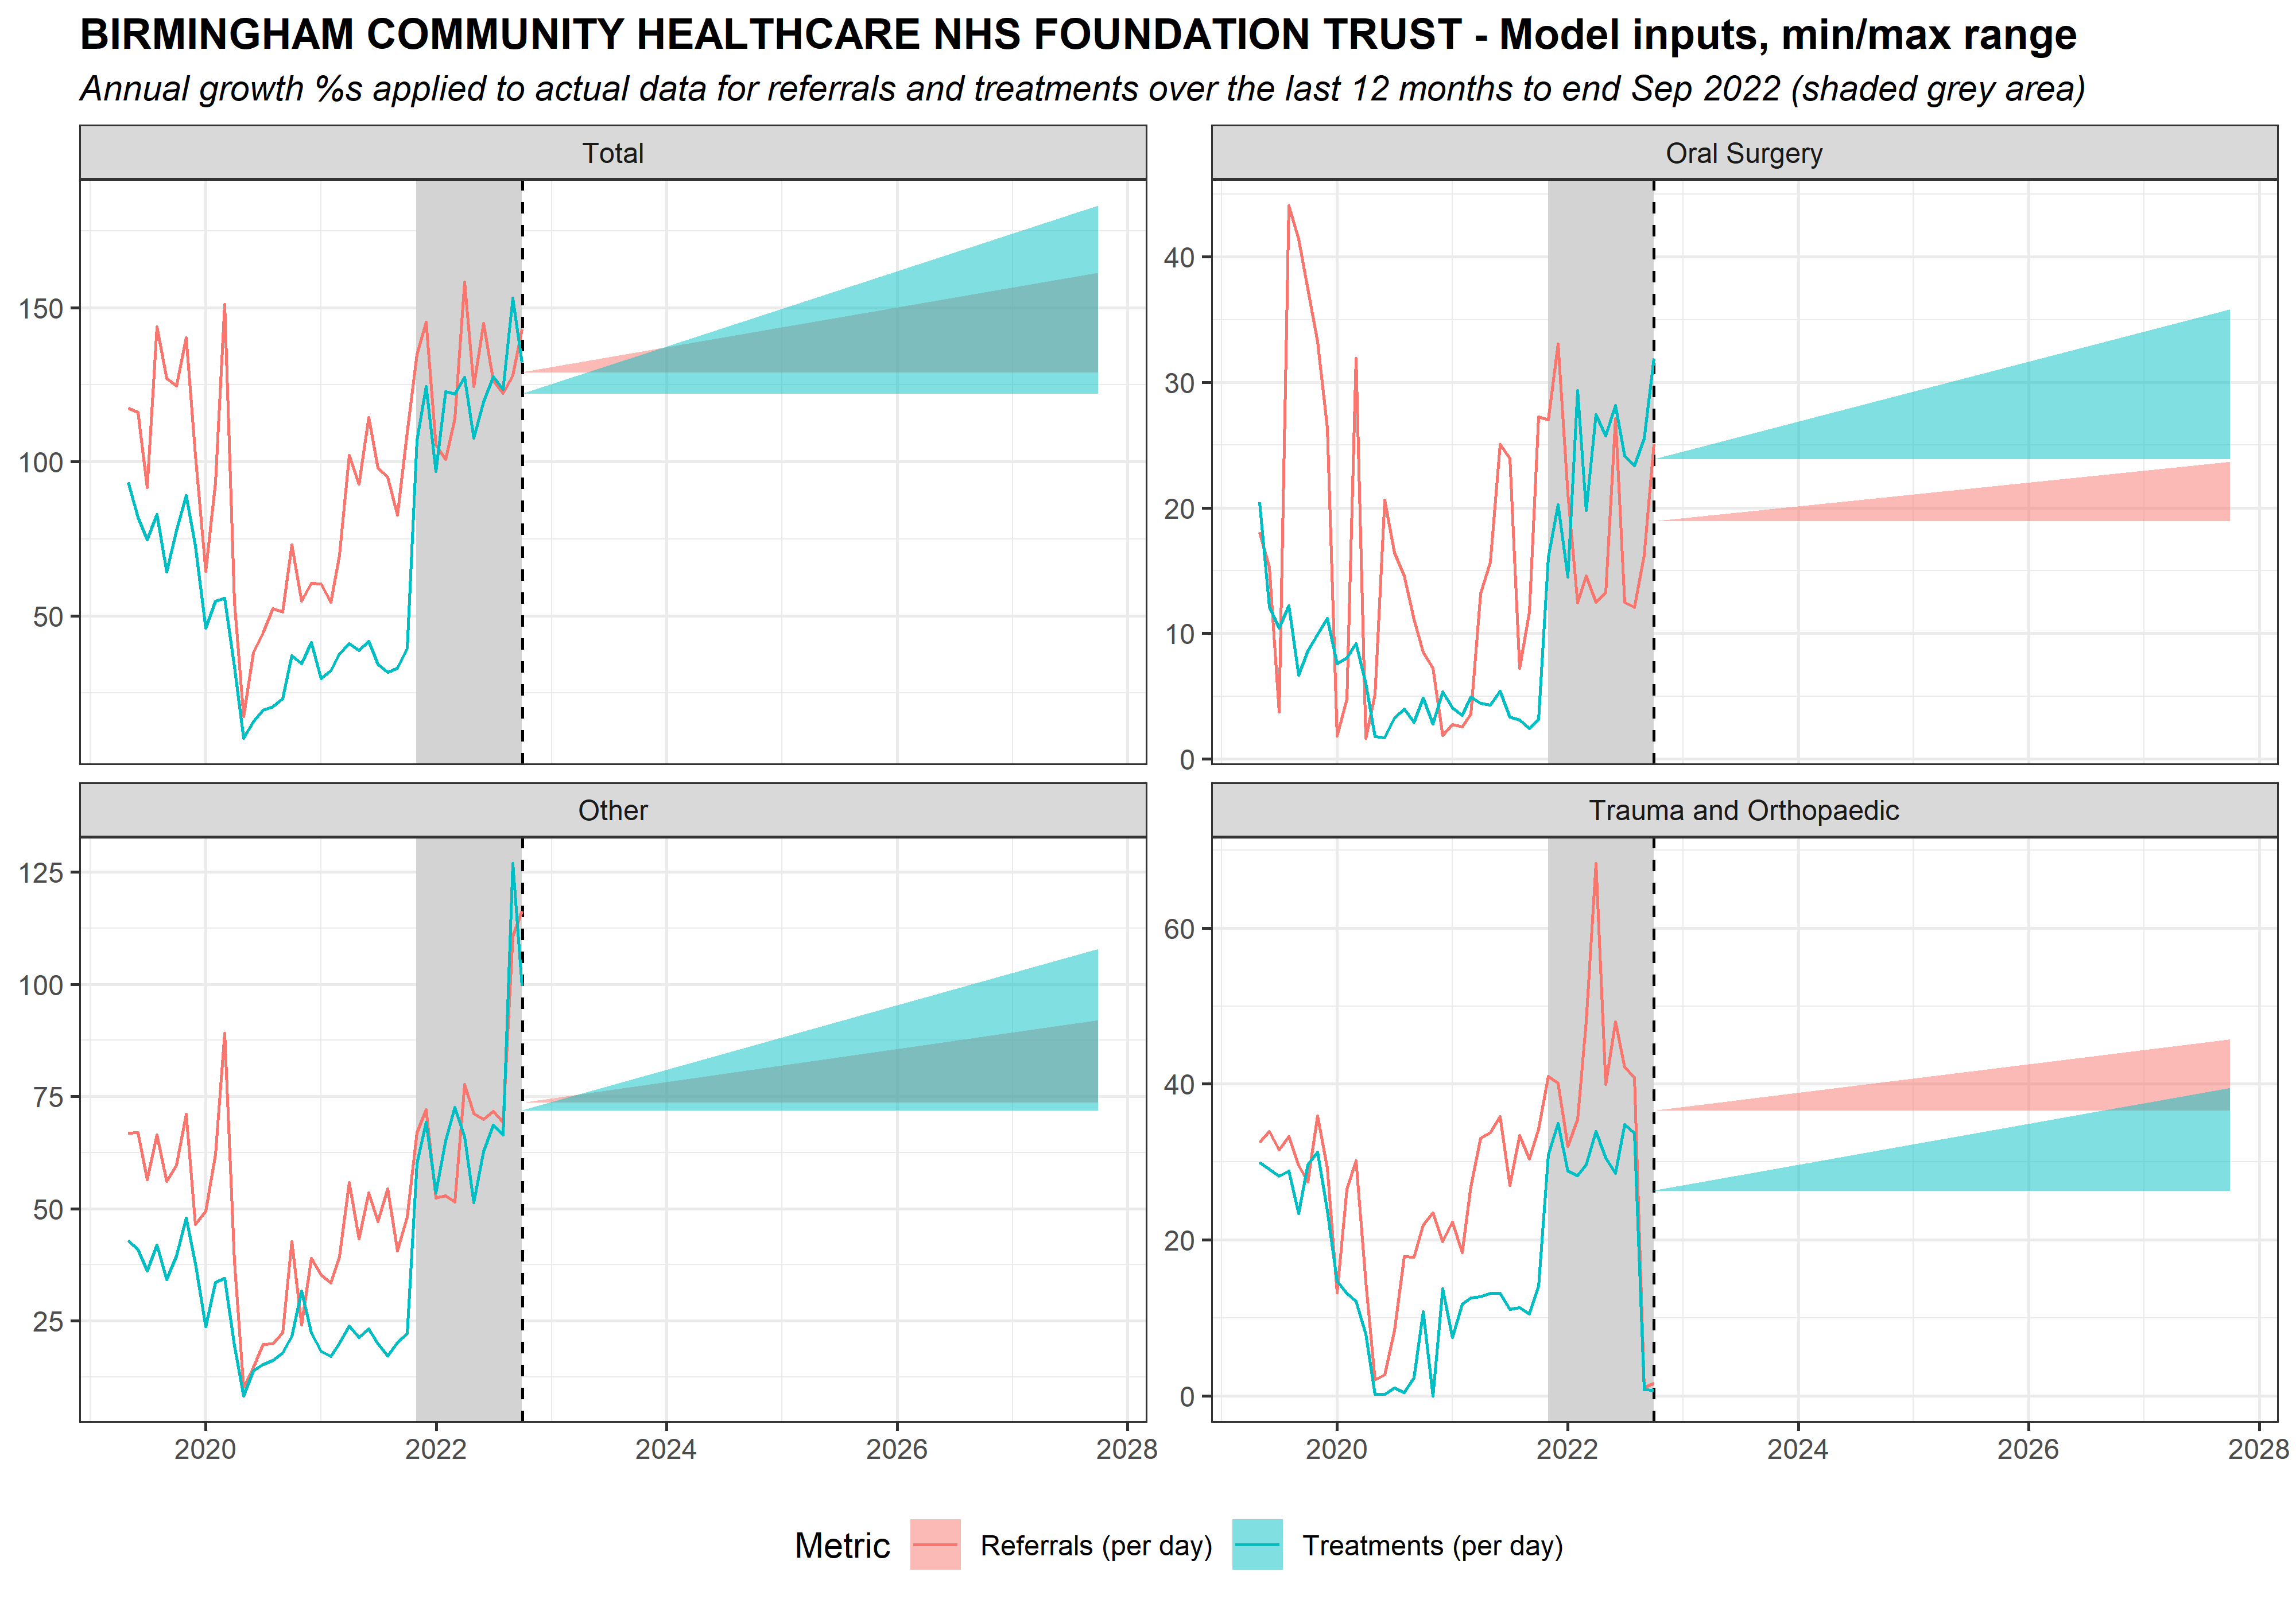 BIRMINGHAM COMMUNITY HEALTHCARE NHS FOUNDATION TRUST - Model inputs, min/max range
Annual growth %s applied to actual data for referrals and treatments over the last 12 months to end Sep 2022 (shaded grey area)
Total
150
100
50
Oral Surgery
40
30
20
10
0
Other
125
100
75
50
25
2020 2022 2024 2026 2028
Trauma and Orthopaedic
60
40
20
0
2020 2022 2024 2026 2028
Metric Referrals (per day) Treatments (per day)